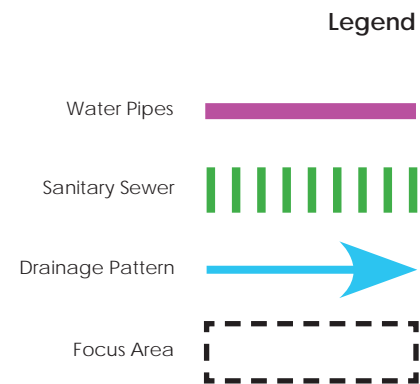 Legend
Water Pipes
Sanitary Sewer
Drainage Pattern
Focus Area